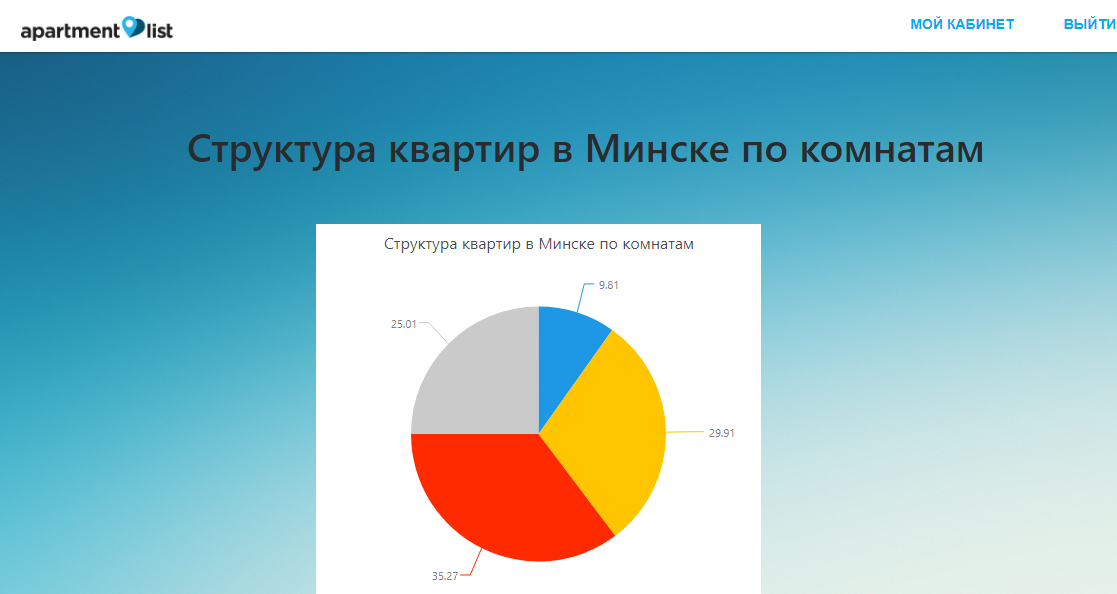 apartment list
МОЙ КАБИНЕТ
ВЫЙТИ
Структура квартир в Минске по комнатам
Структура квартир в Минске по комнатам
9.81
25.01
29.91
35.27